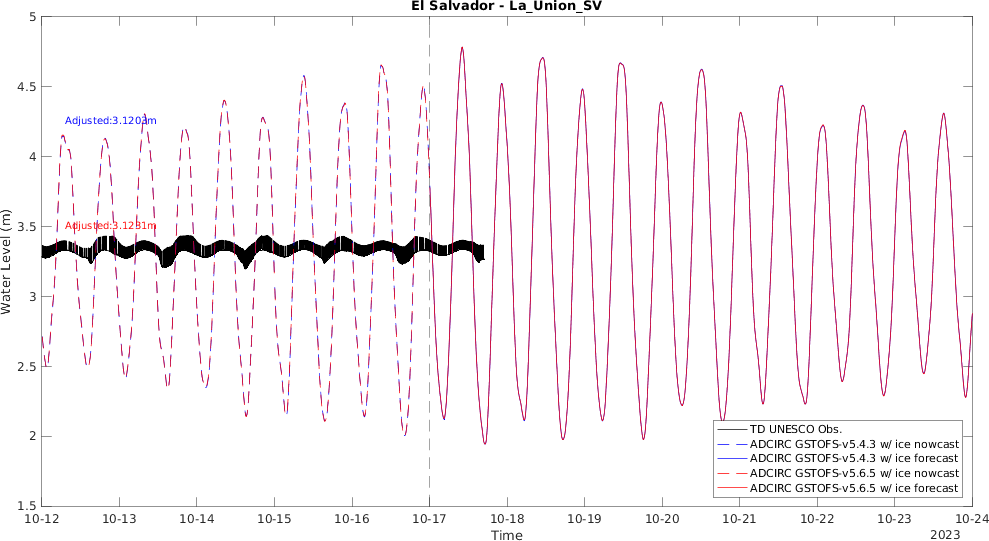 El Salvador - La_Union_SV
5
4.5
4
3.5
3
2.5
2
1.5
Water Level (m)
Adjusted:3.1203m
Adjusted:3.1231m
TD UNESCO Obs.
ADCIRC GSTOFS-v5.4.3 w/ ice nowcast
ADCIRC GSTOFS-v5.4.3 w/ ice forecast
ADCIRC GSTOFS-v5.6.5 w/ ice nowcast
ADCIRC GSTOFS-v5.6.5 w/ ice forecast
10-12 10-13 10-14 10-15 10-16 10-17 10-18 10-19 10-20 10-21 10-22 10-23 10-24
Time
2023